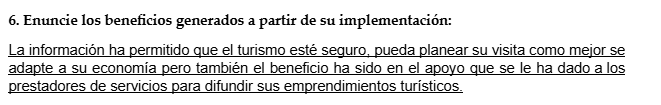 6. Enuncie los beneficios generados a partir de su implementación:
La información ha permitido que el turismo esté seguro, pueda planear su visita como mejor se
adapte a su economía pero también el beneficio ha sido en el apoyo que se le ha dado a los
prestadores de servicios para difundir sus emprendimientos turísticos.